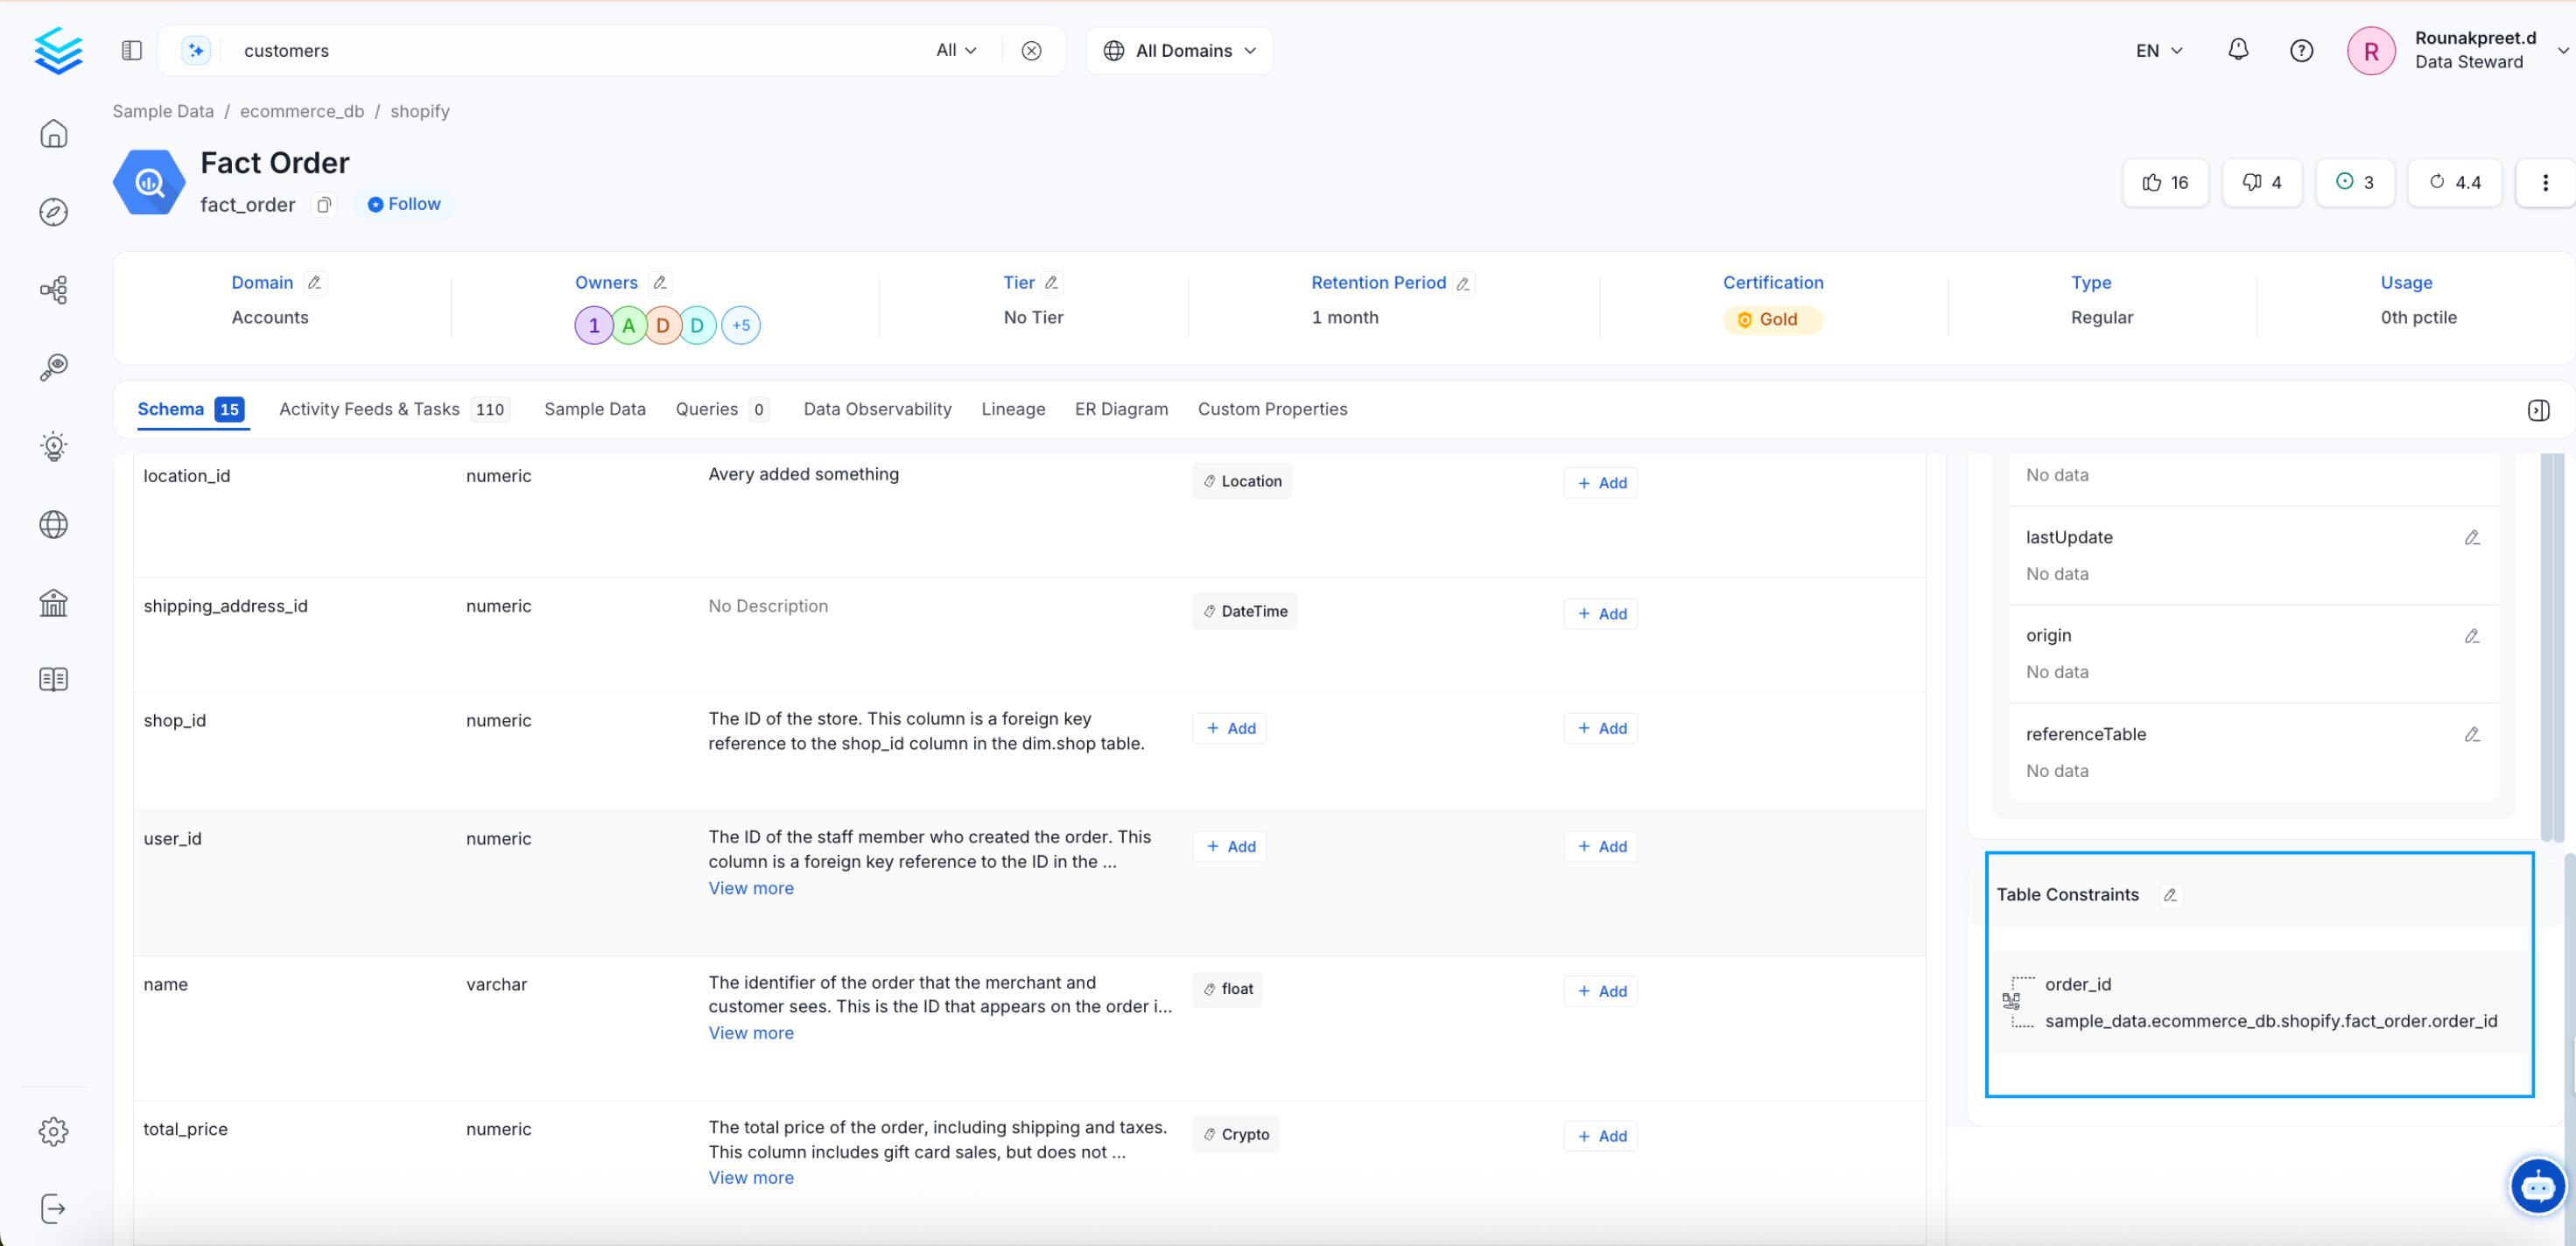 customers
All
All Domains
EN
R
Rounakpreet.d
Data Steward
Sample Data / ecommerce_db / shopify
Fact Order
fact_order
Follow
16
4
3
4.4
Domain
Owners
Tier
Retention Period
Certification
Type
Usage
Accounts
1 A D D +5
No Tier
1 month
Gold
Regular
0th pctile
Schema 15
Activity Feeds & Tasks 110
Sample Data
Queries 0
Data Observability
Lineage
ER Diagram
Custom Properties
location_id
numeric
Avery added something
Location
+ Add
shipping_address_id
numeric
No Description
DateTime
+ Add
shop_id
numeric
The ID of the store. This column is a foreign key
reference to the shop_id column in the dim.shop table.
+ Add
+ Add
user_id
numeric
The ID of the staff member who created the order. This
column is a foreign key reference to the ID in the ...
View more
+ Add
+ Add
name
varchar
The identifier of the order that the merchant and
customer sees. This is the ID that appears on the order i...
View more
float
+ Add
total_price
numeric
The total price of the order, including shipping and taxes.
This column includes gift card sales, but does not ...
View more
Crypto
+ Add
No data
lastUpdate
No data
origin
No data
referenceTable
No data
Table Constraints
order_id
sample_data.ecommerce_db.shopify.fact_order.order_id